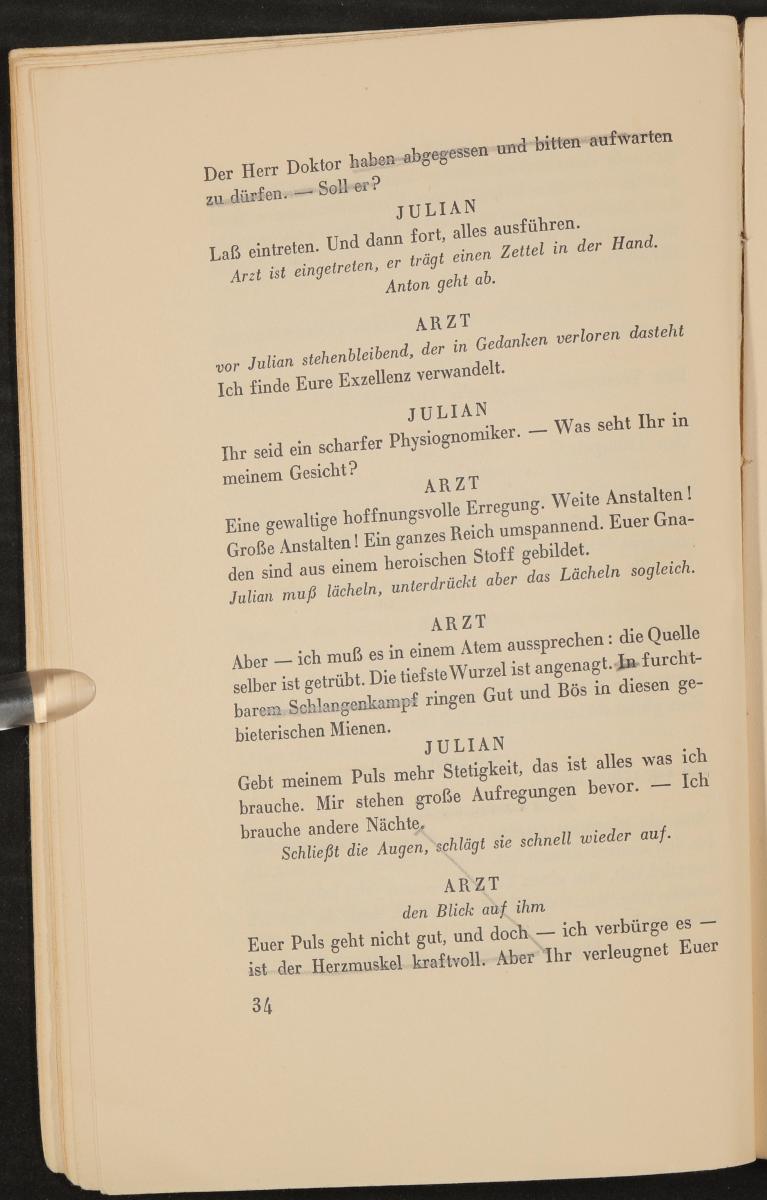 Der Herr Doktor haben abgegessen und bitten aufwarten
zu dürfen. — Soll er?
JULIAN
Laß eintreten. Und dann fort, alles ausführen.
Arzt ist eingetreten, er trägt einen Zettel in der Hand.
Anton geht ab.
ARZT
vor Julian stehenbleibend, der in Gedanken verloren dasteht
Ich finde Eure Exzellenz verwandelt.
JULIAN
Ihr seid ein scharfer Physiognomiker. — Was seht Ihr in
meinem Gesicht?
ARZT
Eine gewaltige hoffnungsvolle Erregung. Weite Anstalten!
Große Anstalten! Ein ganzes Reich umspannend. Euer Gna-
den sind aus einem heroischen Stoff gebildet.
Julian muß lächeln, unterdrückt aber das Lächeln sogleich.
ARZT
Aber — ich muß es in einem Atem aussprechen: die Quelle
selber ist getrübt. Die tiefste Wurzel ist angenagt. In furcht-
barem Schlangenkampf ringen Gut und Bös in diesen ge-
bieterischen Mienen.
JULIAN
Gebt meinem Puls mehr Stetigkeit, das ist alles was ich
brauche. Mir stehen große Aufregungen bevor. — Ich
brauche andere Nächte.
Schließt die Augen, schlägt sie schnell wieder auf.
ARZT
den Blick auf ihm
Euer Puls geht nicht gut, und doch — ich verbürge es —
ist der Herzmuskel kraftvoll. Aber Ihr verleugnet Euer
34